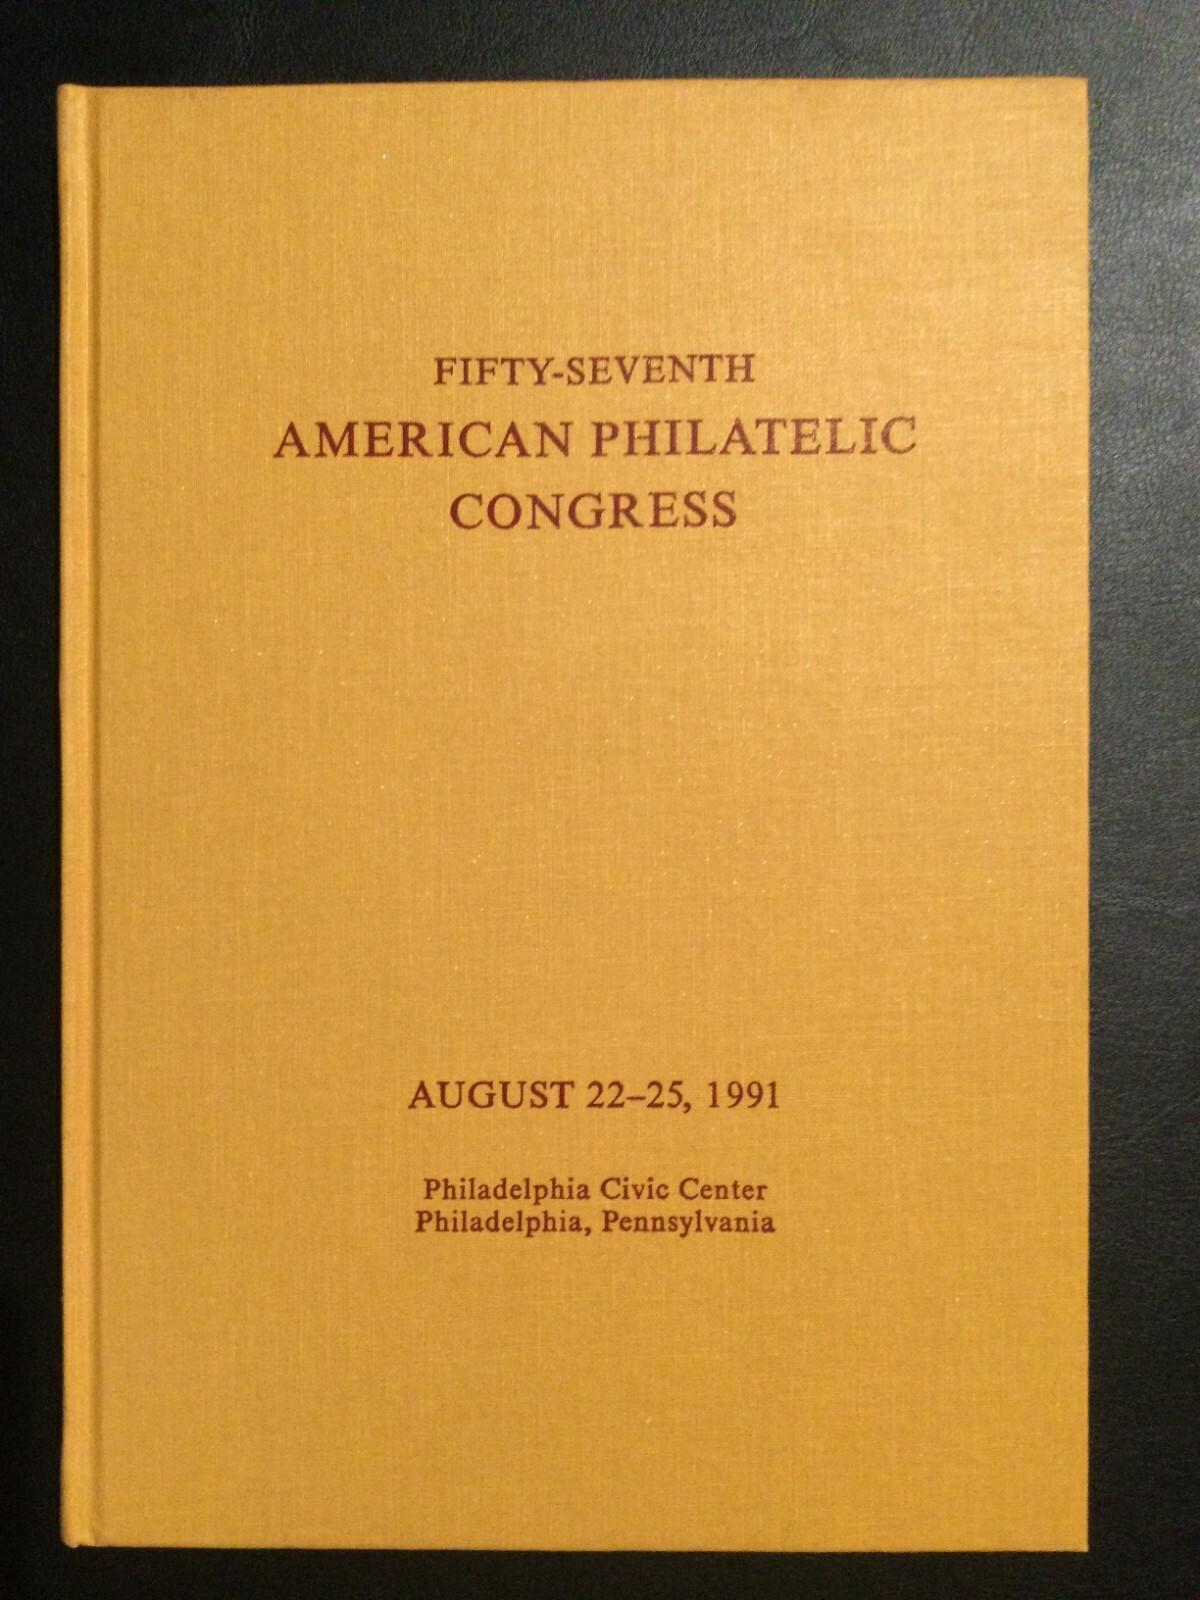 FIFTY-SEVENTH
AMERICAN PHILATELIC
CONGRESS
AUGUST 22–25, 1991
Philadelphia Civic Center
Philadelphia, Pennsylvania